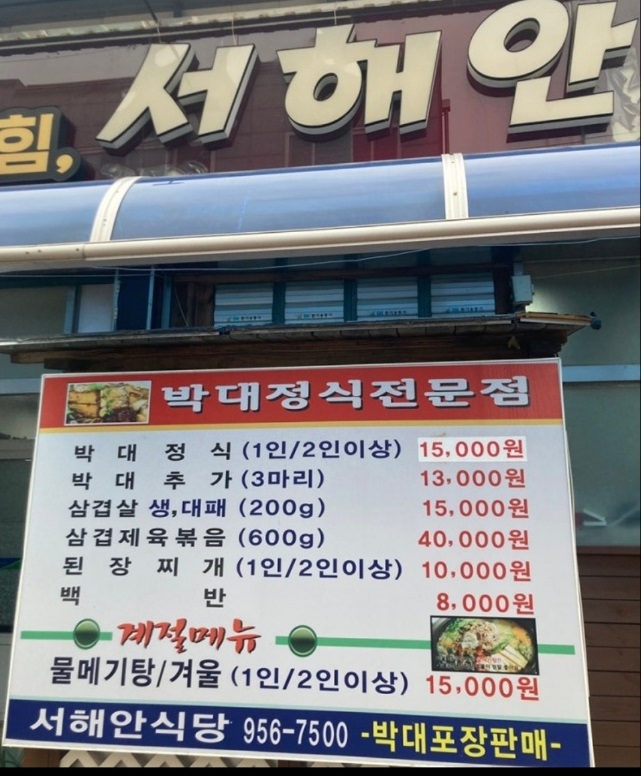 서해안
힘,
박대정식전문점
박대정식 (1인/2인이상) 15,000원
박대추가 (3마리) 13,000원
삼겹살 생,대패 (200g) 15,000원
삼겹제육볶음 (600g) 40,000원
된장찌개 (1인/2인이상) 10,000원
백반 8,000원
계절메뉴
물메기탕/겨울 (1인/2인이상) 15,000원
서해안식당 956-7500 -박대포장판매-